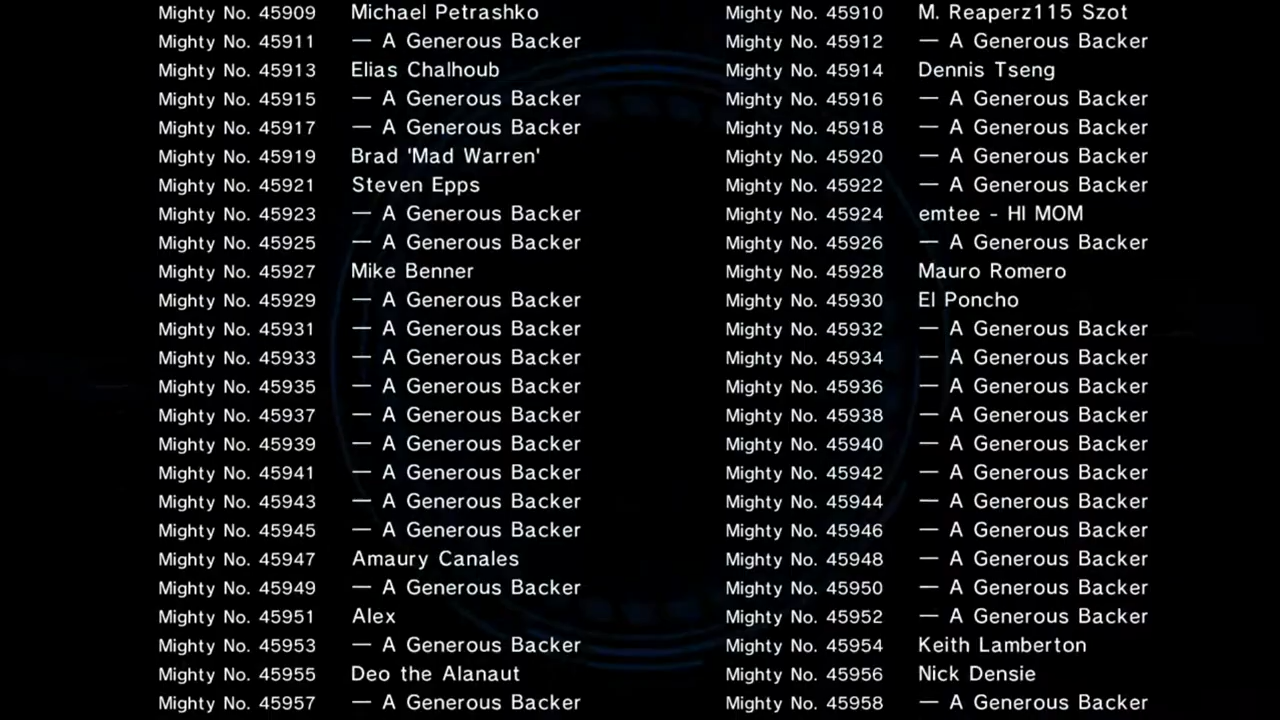 Mighty No. 45909 Michael Petrashko Mighty No. 45910 M. Reaperz115 Szot
Mighty No. 45911 — A Generous Backer Mighty No. 45912 — A Generous Backer
Mighty No. 45913 Elias Chalhoub Mighty No. 45914 Dennis Tseng
Mighty No. 45915 — A Generous Backer Mighty No. 45916 — A Generous Backer
Mighty No. 45917 — A Generous Backer Mighty No. 45918 — A Generous Backer
Mighty No. 45919 Brad 'Mad Warren' Mighty No. 45920 — A Generous Backer
Mighty No. 45921 Steven Epps Mighty No. 45922 — A Generous Backer
Mighty No. 45923 — A Generous Backer Mighty No. 45924 emtee - HI MOM
Mighty No. 45925 — A Generous Backer Mighty No. 45926 — A Generous Backer
Mighty No. 45927 Mike Benner Mighty No. 45928 Mauro Romero
Mighty No. 45929 — A Generous Backer Mighty No. 45930 El Poncho
Mighty No. 45931 — A Generous Backer Mighty No. 45932 — A Generous Backer
Mighty No. 45933 — A Generous Backer Mighty No. 45934 — A Generous Backer
Mighty No. 45935 — A Generous Backer Mighty No. 45936 — A Generous Backer
Mighty No. 45937 — A Generous Backer Mighty No. 45938 — A Generous Backer
Mighty No. 45939 — A Generous Backer Mighty No. 45940 — A Generous Backer
Mighty No. 45941 — A Generous Backer Mighty No. 45942 — A Generous Backer
Mighty No. 45943 — A Generous Backer Mighty No. 45944 — A Generous Backer
Mighty No. 45945 — A Generous Backer Mighty No. 45946 — A Generous Backer
Mighty No. 45947 Amaury Canales Mighty No. 45948 — A Generous Backer
Mighty No. 45949 — A Generous Backer Mighty No. 45950 — A Generous Backer
Mighty No. 45951 Alex Mighty No. 45952 — A Generous Backer
Mighty No. 45953 — A Generous Backer Mighty No. 45954 Keith Lamberton
Mighty No. 45955 Deo the Alanaut Mighty No. 45956 Nick Densie
Mighty No. 45957 — A Generous Backer Mighty No. 45958 — A Generous Backer